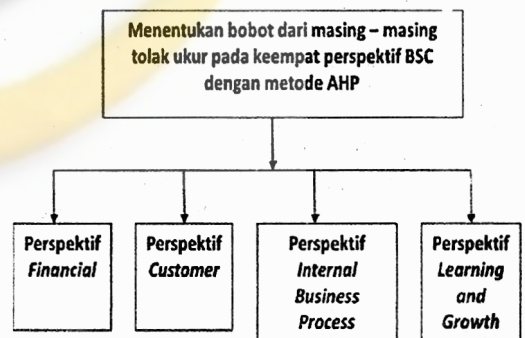 Menentukan bobot dari masing – masing
tolak ukur pada keempat perspektif BSC
dengan metode AHP
Perspektif
Financial
Perspektif
Customer
Perspektif
Internal
Business
Process
Perspektif
Learning
and
Growth